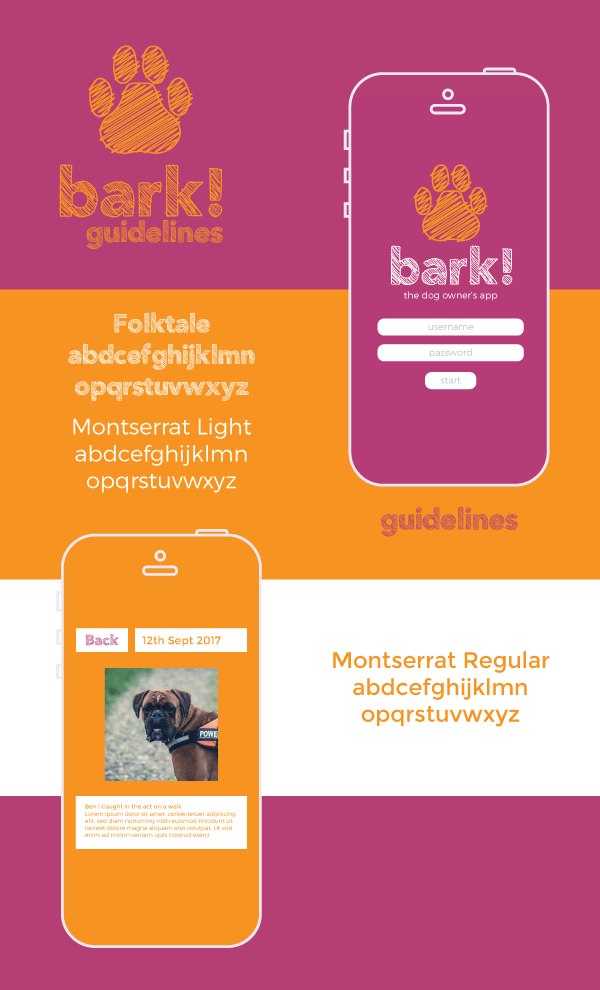 bark!
guidelines
bark!
the dog owner's app
username
password
start
Folktale
abdcefghijklmn
opqrstuvwxyz
Montserrat Light
abdcefghijklmn
opqrstuvwxyz
guidelines
Back
12th Sept 2017
POWE
Ben | Caught in the act on a walk
Lorem ipsum dolor sit amet, consectetuer adipiscing
elit, sed diam nonummy nibh euismod tincidunt ut
laoreet dolore magna aliquam erat volutpat. Ut wisi
enim ad minim veniam, quis nostrud exerci
Montserrat Regular
abdcefghijklmn
opqrstuvwxyz